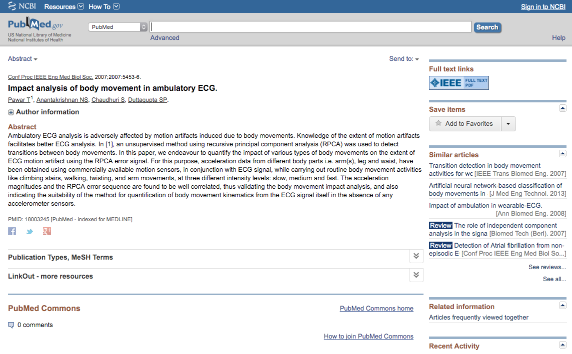 NCBI Resources How To Sign in to NCBI
PubMed.gov
US National Library of Medicine
National Institutes of Health
PubMed
Search
Advanced
Help
Abstract
Send to:
Conf Proc IEEE Eng Med Biol Soc. 2007;2007:5453-6.
Impact analysis of body movement in ambulatory ECG.
Pawar T1, Anantakrishnan NS, Chaudhuri S, Duttagupta SP.
Author information
Abstract
Ambulatory ECG analysis is adversely affected by motion artifacts induced due to body movements. Knowledge of the extent of motion artifacts
facilitates better ECG analysis. In [1], an unsupervised method using recursive principal component analysis (RPCA) was used to detect
transitions between body movements. In this paper, we endeavour to quantify the impact of various types of body movements on the extent of
ECG motion artifact using the RPCA error signal. For this purpose, acceleration data from different body parts i.e. arm(s), leg and waist, have
been obtained using commercially available motion sensors, in conjunction with ECG signal, while carrying out routine body movement activities
like climbing stairs, walking, twisting, and arm movements, at three different intensity levels: slow, medium and fast. The acceleration
magnitudes and the RPCA error sequence are found to be well correlated, thus validating the body movement impact analysis, and also
indicating the suitability of the method for quantification of body movement kinematics from the ECG signal itself in the absence of any
accelerometer sensors.
PMID: 18003245 [PubMed - indexed for MEDLINE]
Publication Types, MeSH Terms
LinkOut - more resources
PubMed Commons
PubMed Commons home
0 comments
How to join PubMed Commons
Full text links
IEEE FULL TEXT PDF
Save items
Add to Favorites
Similar articles
Transition detection in body movement
activities for wc [IEEE Trans Biomed Eng. 2007]
Artificial neural network-based classification of
body movements in [J Med Eng Technol. 2013]
Impact of ambulation in wearable-ECG.
[Ann Biomed Eng. 2008]
Review The role of independent component
analysis in the signa [Biomed Tech (Berl). 2007]
Review Detection of Atrial fibrillation from non-
episodic E [Conf Proc IEEE Eng Med Biol So...]
See reviews...
See all...
Related information
Articles frequently viewed together
Recent Activity